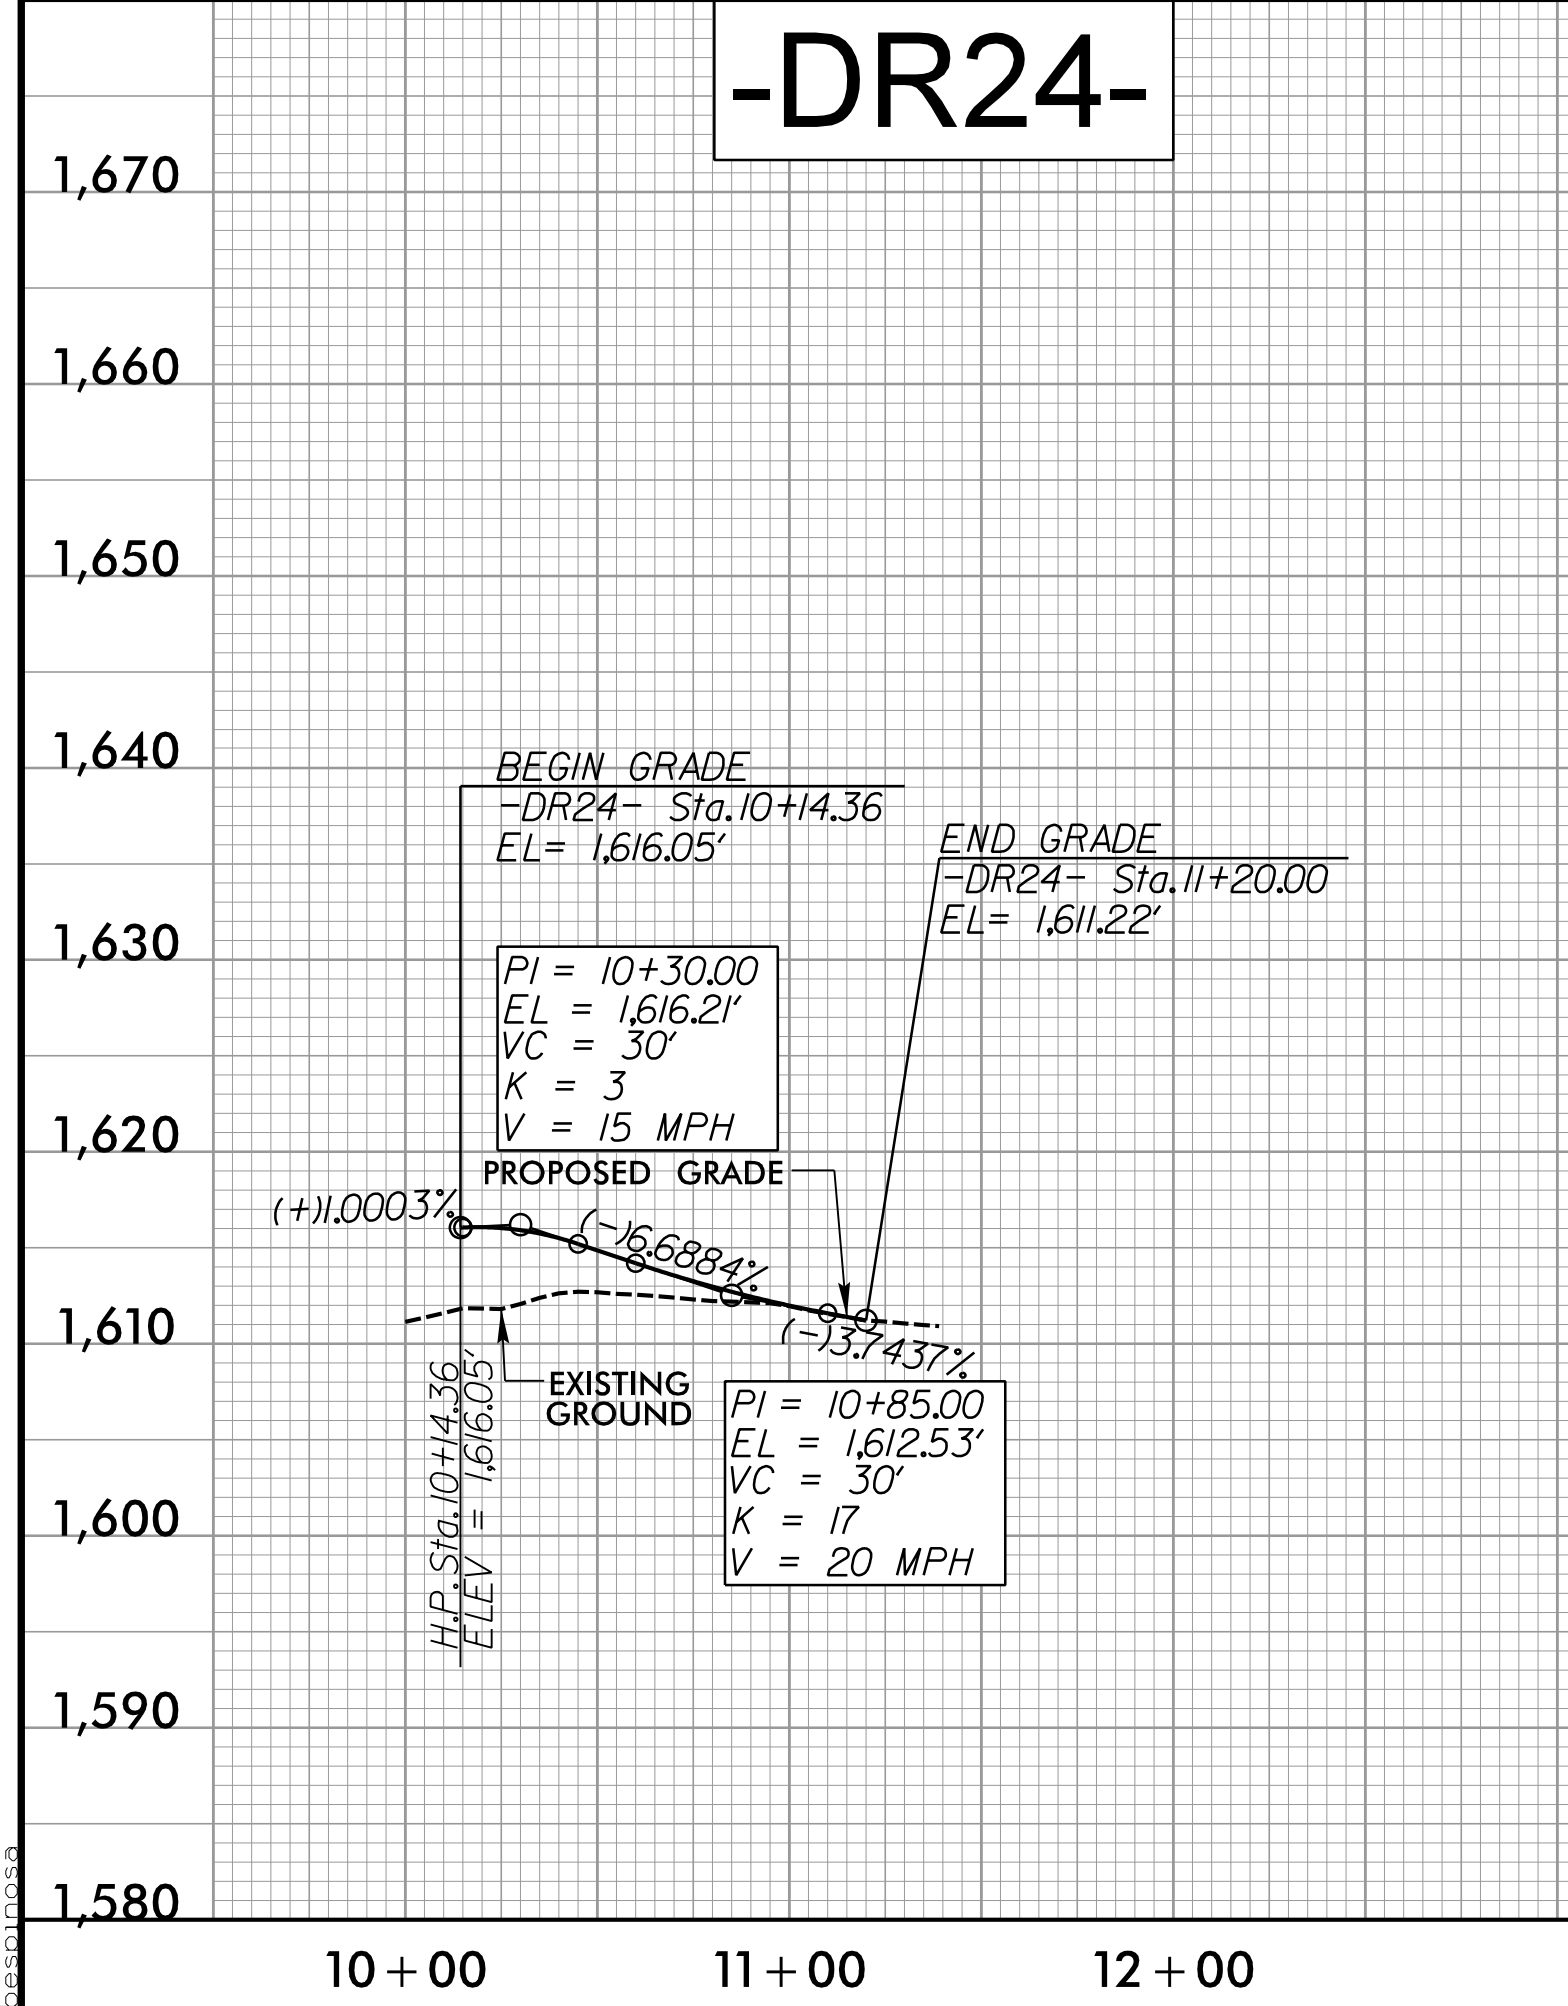 -DR24-
1,670
1,660
1,650
1,640
1,630
1,620
1,610
1,600
1,590
1,580
BEGIN GRADE
-DR24- Sta. 10+14.36
EL= 1,616.05'
END GRADE
-DR24- Sta. 11+20.00
EL= 1,611.22'
PI = 10+30.00
EL = 1,616.21'
VC = 30'
K = 3
V = 15 MPH
PROPOSED GRADE
(+)1.0003%
(-)6.6884%
(-)3.7437%
EXISTING
GROUND
H.P. Sta. 10+14.36
ELEV = 1,616.05'
PI = 10+85.00
EL = 1,612.53'
VC = 30'
K = 17
V = 20 MPH
10+00
11+00
12+00